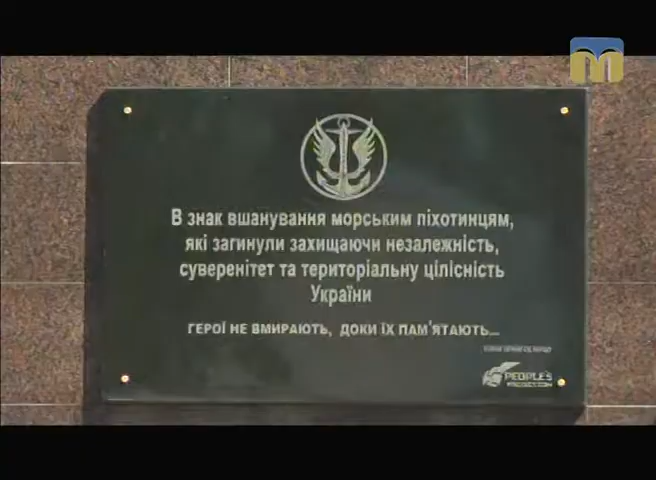 В знак вшанування морським піхотинцям,
які загинули захищаючи незалежність,
суверенітет та територіальну цілісність
України
ГЕРОЇ НЕ ВМИРАЮТЬ, ДОКИ ЇХ ПАМ'ЯТАЮТЬ...
PEOPLE'S